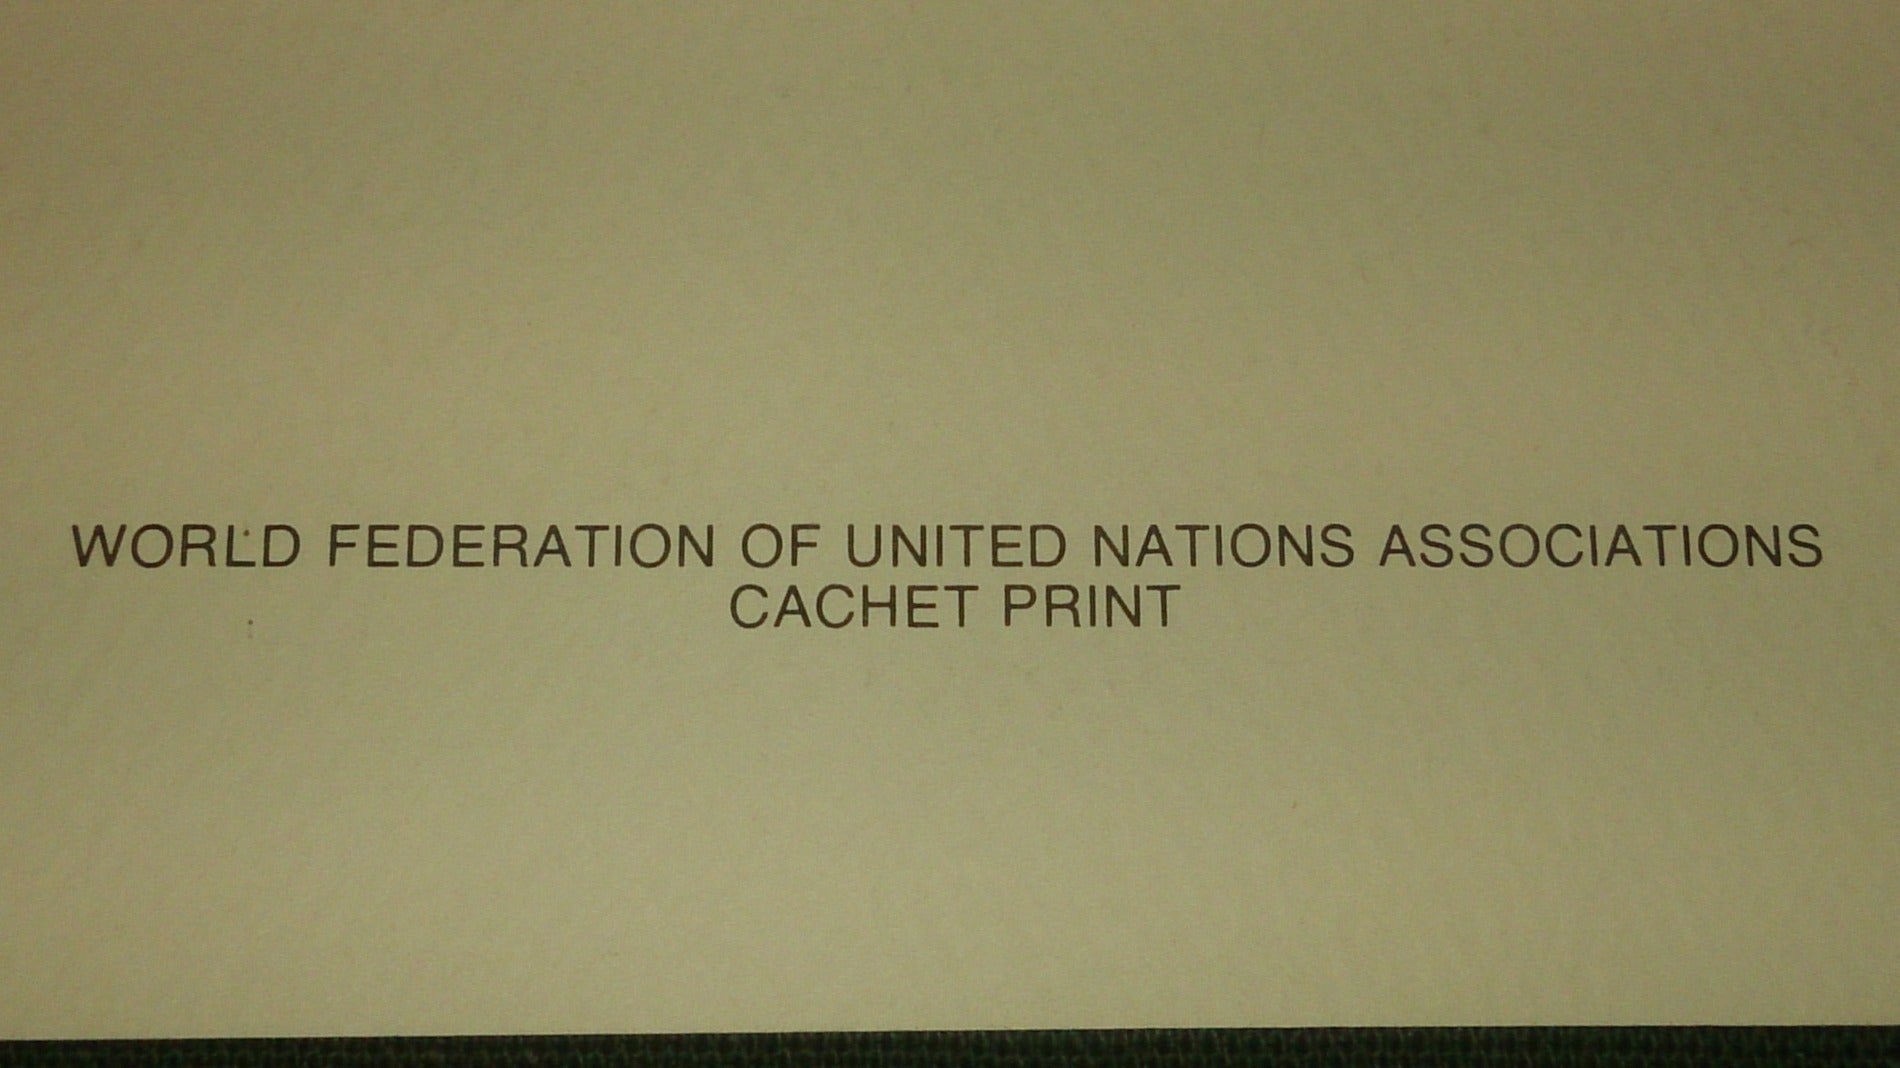 WORLD FEDERATION OF UNITED NATIONS ASSOCIATIONS
CACHET PRINT